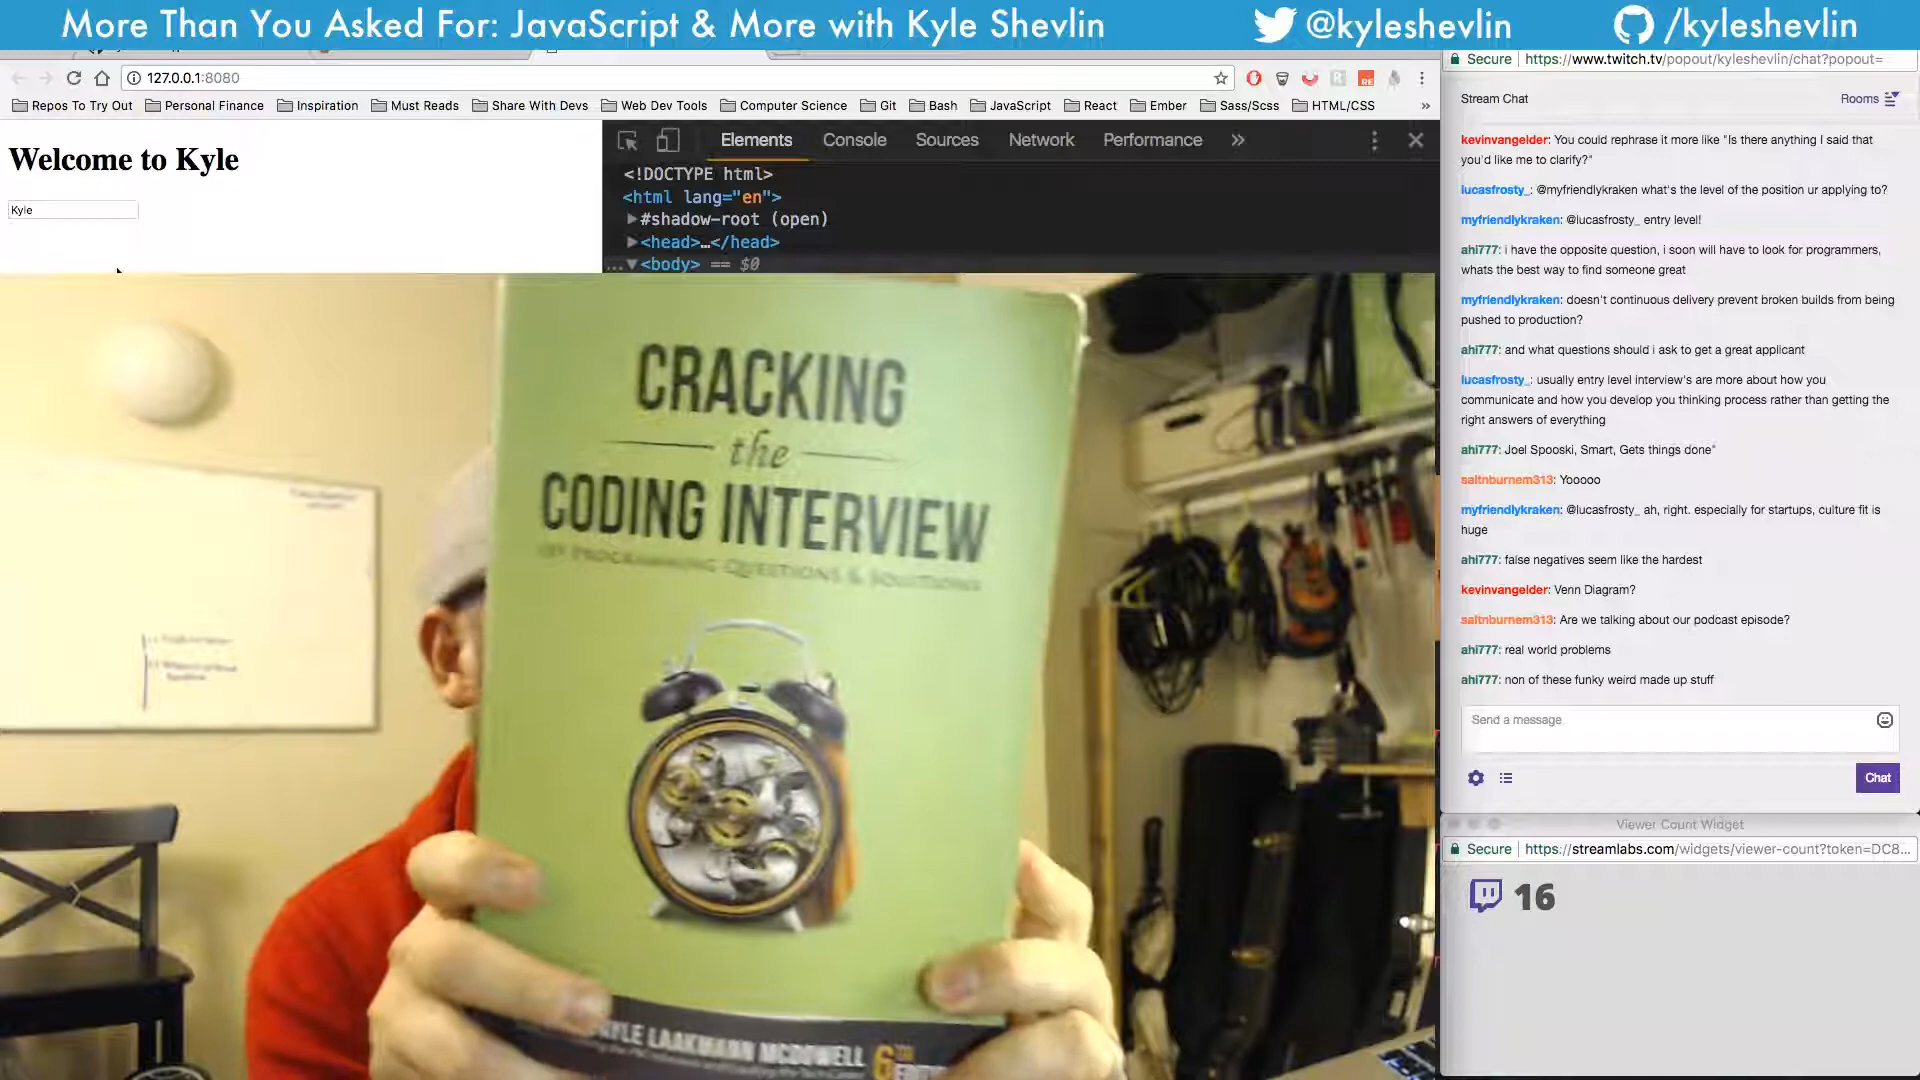 More Than You Asked For: JavaScript & More with Kyle Shevlin
@kyleshevlin
/kyleshevlin
127.0.0.1:8080
Repos To Try Out Personal Finance Inspiration Must Reads Share With Devs Web Dev Tools Computer Science Git Bash JavaScript React Ember Sass/Scss HTML/CSS »
Welcome to Kyle
Kyle
Elements Console Sources Network Performance »
<!DOCTYPE html>
<html lang="en">
#shadow-root (open)
<head>…</head>
<body> == $0
CRACKING
the
CODING INTERVIEW
PROGRAMMING QUESTIONS & SOLUTIONS
LAAKMANN MCDOWELL
6
Secure https://www.twitch.tv/popout/kyleshevlin/chat?popout=
Stream Chat Rooms
kevinvangelder: You could rephrase it more like "Is there anything I said that
you'd like me to clarify?"
lucasfrosty_: @myfriendlykraken what's the level of the position ur applying to?
myfriendlykraken: @lucasfrosty_ entry level!
ahi777: i have the opposite question, i soon will have to look for programmers,
whats the best way to find someone great
myfriendlykraken: doesn't continuous delivery prevent broken builds from being
pushed to production?
ahi777: and what questions should i ask to get a great applicant
lucasfrosty_: usually entry level interview's are more about how you
communicate and how you develop you thinking process rather than getting the
right answers of everything
ahi777: Joel Spooski, Smart, Gets things done"
saltnburnem313: Yooooo
myfriendlykraken: @lucasfrosty_ ah, right. especially for startups, culture fit is
huge
ahi777: false negatives seem like the hardest
kevinvangelder: Venn Diagram?
saltnburnem313: Are we talking about our podcast episode?
ahi777: real world problems
ahi777: non of these funky weird made up stuff
Send a message
Chat
Viewer Count Widget
Secure https://streamlabs.com/widgets/viewer-count?token=DC8...
16